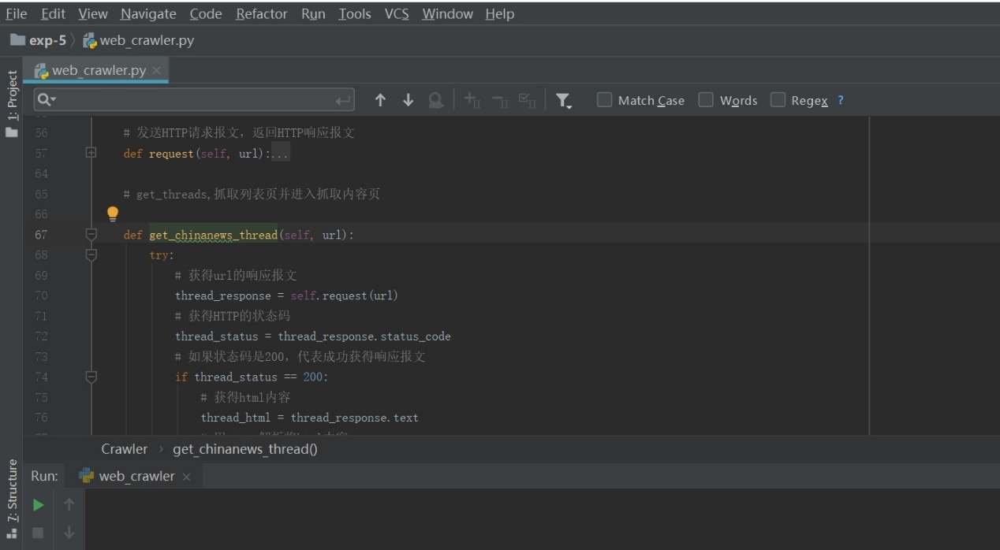 File Edit View Navigate Code Refactor Run Tools VCS Window Help
exp-5 web_crawler.py
web_crawler.py
1: Project
Match Case Words Regex ?
56 # 发送HTTP请求报文，返回HTTP响应报文
57 def request(self, url):...
64
65 # get_threads,抓取列表页并进入抓取内容页
66
67 def get_chinanews_thread(self, url):
68 try:
69 # 获得url的响应报文
70 thread_response = self.request(url)
71 # 获得HTTP的状态码
72 thread_status = thread_response.status_code
73 # 如果状态码是200，代表成功获得响应报文
74 if thread_status == 200:
75 # 获得html内容
76 thread_html = thread_response.text
Crawler › get_chinanews_thread()
7: Structure
Run: web_crawler